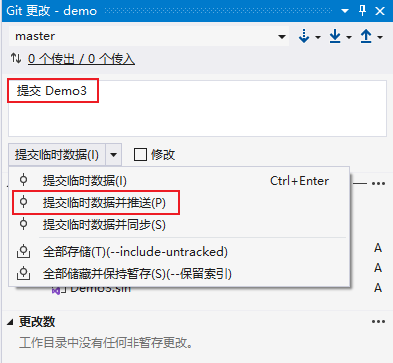 Git 更改 - demo
master
0 个传出 / 0 个传入
提交 Demo3
提交临时数据(I)
修改
提交临时数据(I) Ctrl+Enter
提交临时数据并推送(P)
提交临时数据并同步(S)
全部存储(T)(--include-untracked)
A
全部储藏并保持暂存(S)(--保留索引)
A
Demo3.sln
A
更改数
工作目录中没有任何非暂存更改。